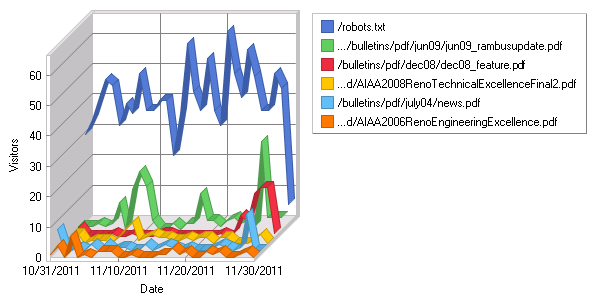 /robots.txt
.../bulletins/pdf/jun09/jun09_rambusupdate.pdf
/bulletins/pdf/dec08/dec08_feature.pdf
...d/AIAA2008RenoTechnicalExcellenceFinal2.pdf
/bulletins/pdf/july04/news.pdf
...d/AIAA2006RenoEngineeringExcellence.pdf
Visitors
60
50
40
30
20
10
0
10/31/2011 11/10/2011 11/20/2011 11/30/2011
Date